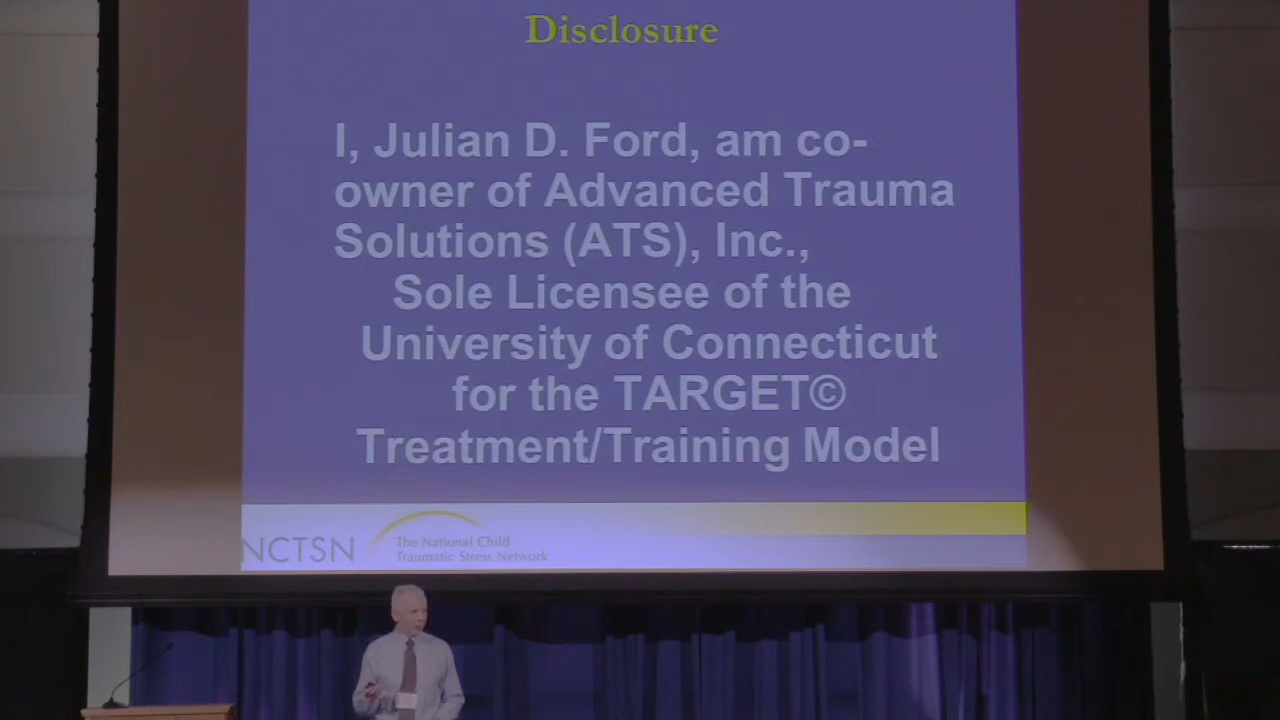 Disclosure
I, Julian D. Ford, am co-
owner of Advanced Trauma
Solutions (ATS), Inc.,
Sole Licensee of the
University of Connecticut
for the TARGET©
Treatment/Training Model
NCTSN
The National Child
Traumatic Stress Network